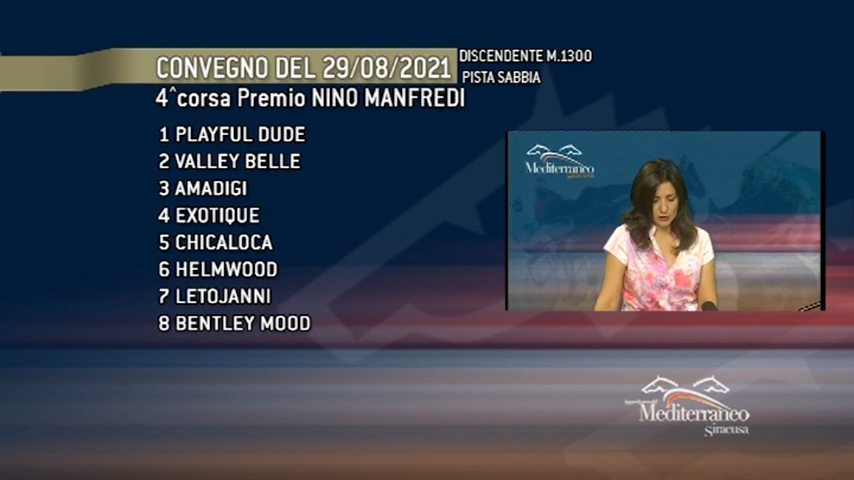 CONVEGNO DEL 29/08/2021
DISCENDENTE M.1300
PISTA SABBIA
4^corsa Premio NINO MANFREDI
1 PLAYFUL DUDE
2 VALLEY BELLE
3 AMADIGI
4 EXOTIQUE
5 CHICALOCA
6 HELMWOOD
7 LETOJANNI
8 BENTLEY MOOD
Mediterraneo
Mediterraneo
Siracusa